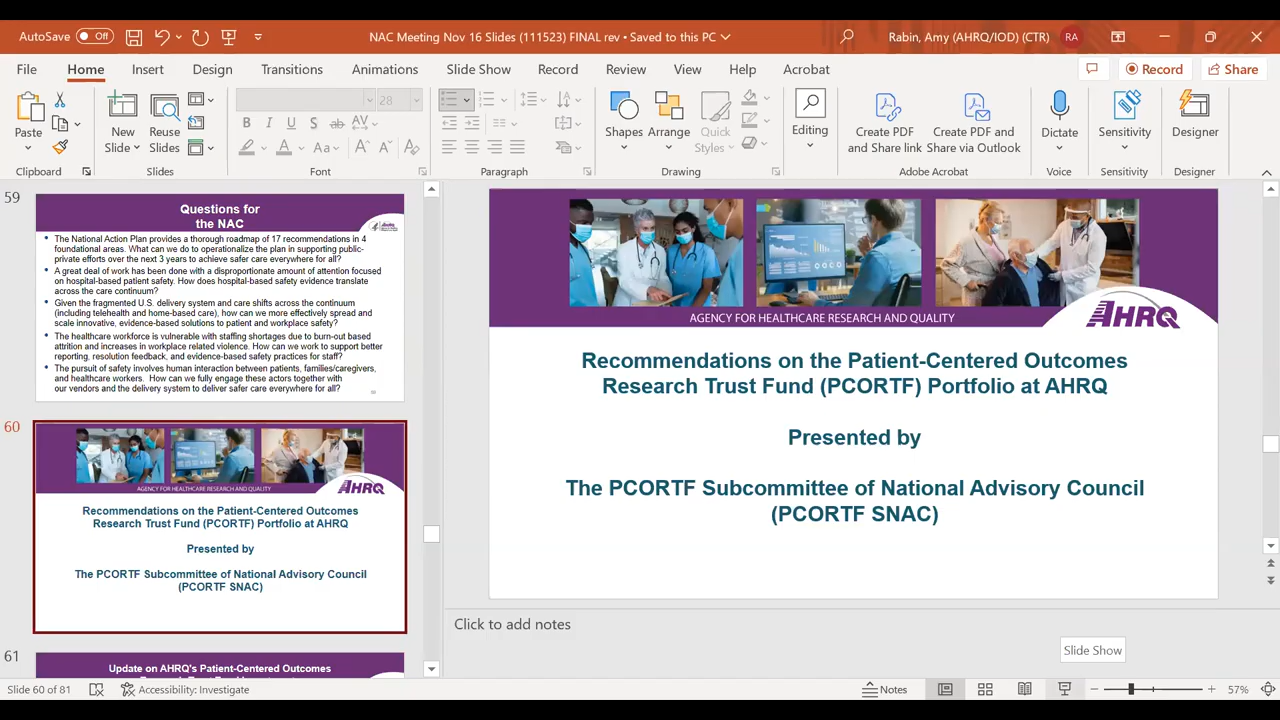 AutoSave Off NAC Meeting Nov 16 Slides (111523) FINAL rev • Saved to this PC Rabin, Amy (AHRQ/IOD) (CTR) RA
File Home Insert Design Transitions Animations Slide Show Record Review View Help Acrobat Record Share
Paste
Clipboard
New
Slide
Reuse
Slides
Slides
28
B I U S ab AV
A Aa A A A
Font
Paragraph
Shapes Arrange Quick
Styles
Drawing
Editing
Create PDF
and Share link
Create PDF and
Share via Outlook
Adobe Acrobat
Dictate
Voice
Sensitivity
Sensitivity
Designer
Designer
59
Questions for
the NAC
AHRQ
• The National Action Plan provides a thorough roadmap of 17 recommendations in 4
foundational areas. What can we do to operationalize the plan in supporting public-
private efforts over the next 3 years to achieve safer care everywhere for all?
• A great deal of work has been done with a disproportionate amount of attention focused
on hospital-based patient safety. How does hospital-based safety evidence translate
across the care continuum?
• Given the fragmented U.S. delivery system and care shifts across the continuum
(including telehealth and home-based care), how can we more effectively spread and
scale innovative, evidence-based solutions to patient and workplace safety?
• The healthcare workforce is vulnerable with staffing shortages due to burn-out based
attrition and increases in workplace related violence. How can we work to support better
reporting, resolution feedback, and evidence-based safety practices for staff?
• The pursuit of safety involves human interaction between patients, families/caregivers,
and healthcare workers. How can we fully engage these actors together with
our vendors and the delivery system to deliver safer care everywhere for all?
60
AGENCY FOR HEALTHCARE RESEARCH AND QUALITY
AHRQ
Recommendations on the Patient-Centered Outcomes
Research Trust Fund (PCORTF) Portfolio at AHRQ
Presented by
The PCORTF Subcommittee of National Advisory Council
(PCORTF SNAC)
61
Update on AHRQ's Patient-Centered Outcomes
AGENCY FOR HEALTHCARE RESEARCH AND QUALITY
AHRQ
Recommendations on the Patient-Centered Outcomes
Research Trust Fund (PCORTF) Portfolio at AHRQ
Presented by
The PCORTF Subcommittee of National Advisory Council
(PCORTF SNAC)
Click to add notes
Slide Show
Slide 60 of 81 Accessibility: Investigate Notes 57%